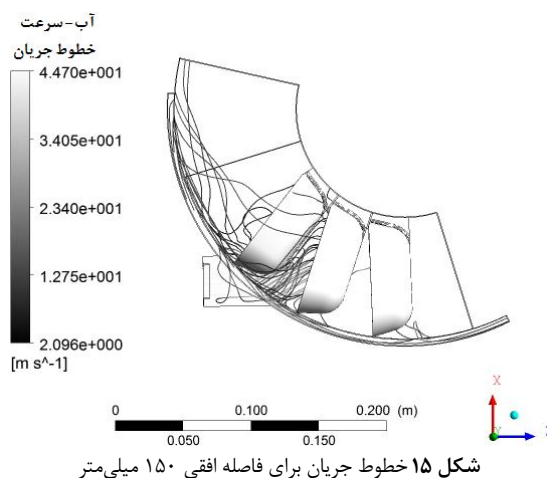 آب-سرعت
خطوط جریان
4.470e+001
3.405e+001
2.340e+001
1.275e+001
2.096e+000
[m s^-1]
0 0.100 0.200 (m)
0.050 0.150
X
Y
Z
شکل ۱۵ خطوط جریان برای فاصله افقی ۱۵۰ میلی‌متر